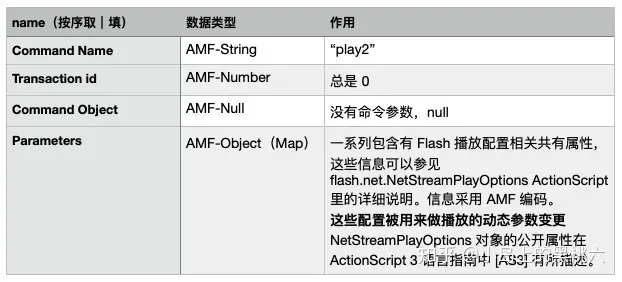 name（按序取｜填） 数据类型 作用
Command Name AMF-String “play2”
Transaction id AMF-Number 总是 0
Command Object AMF-Null 没有命令参数，null
Parameters AMF-Object（Map） 一系列包含有 Flash 播放配置相关共有属性，
这些信息可以参见
flash.net.NetStreamPlayOptions ActionScript
里的详细说明。信息采用 AMF 编码。
这些配置被用来做播放的动态参数变更
NetStreamPlayOptions 对象的公开属性在
ActionScript 3 语言指南中 [AS3] 有所描述。
知乎